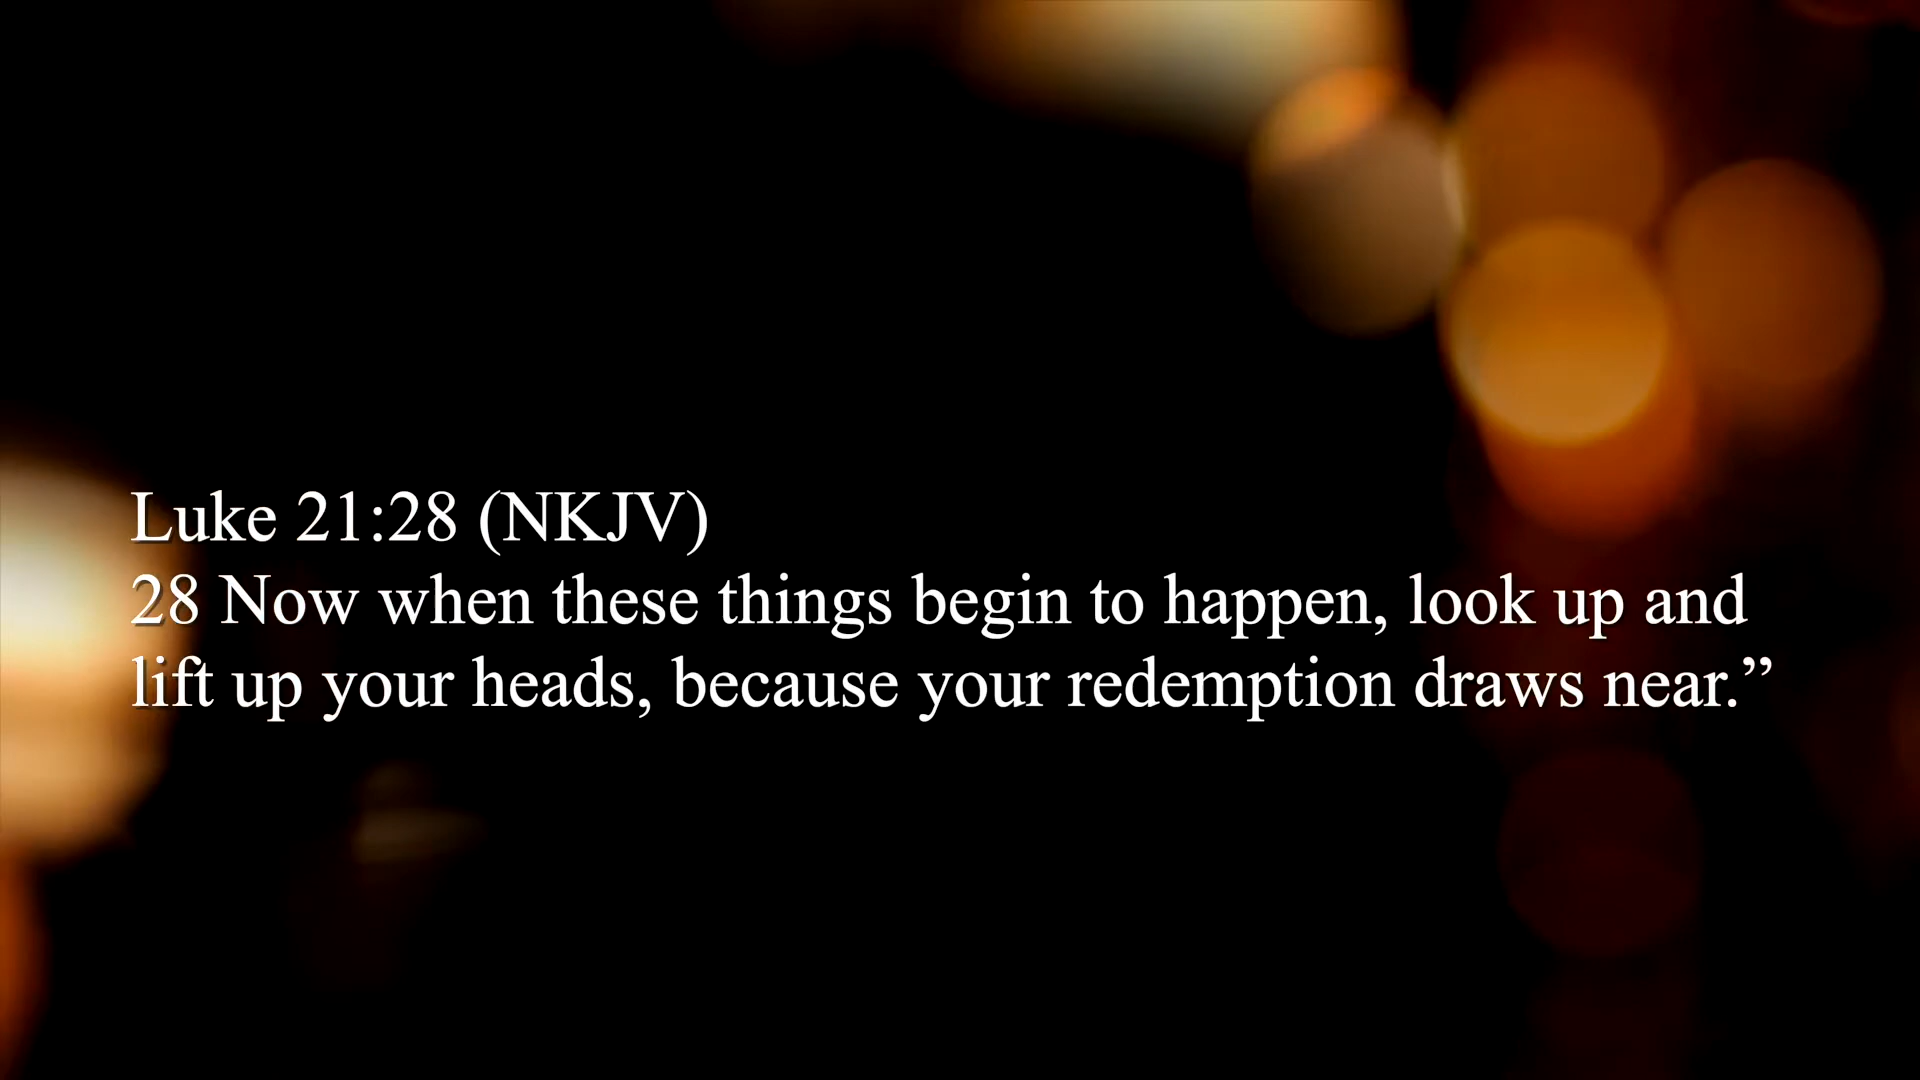 Luke 21:28 (NKJV)
28 Now when these things begin to happen, look up and
lift up your heads, because your redemption draws near.”